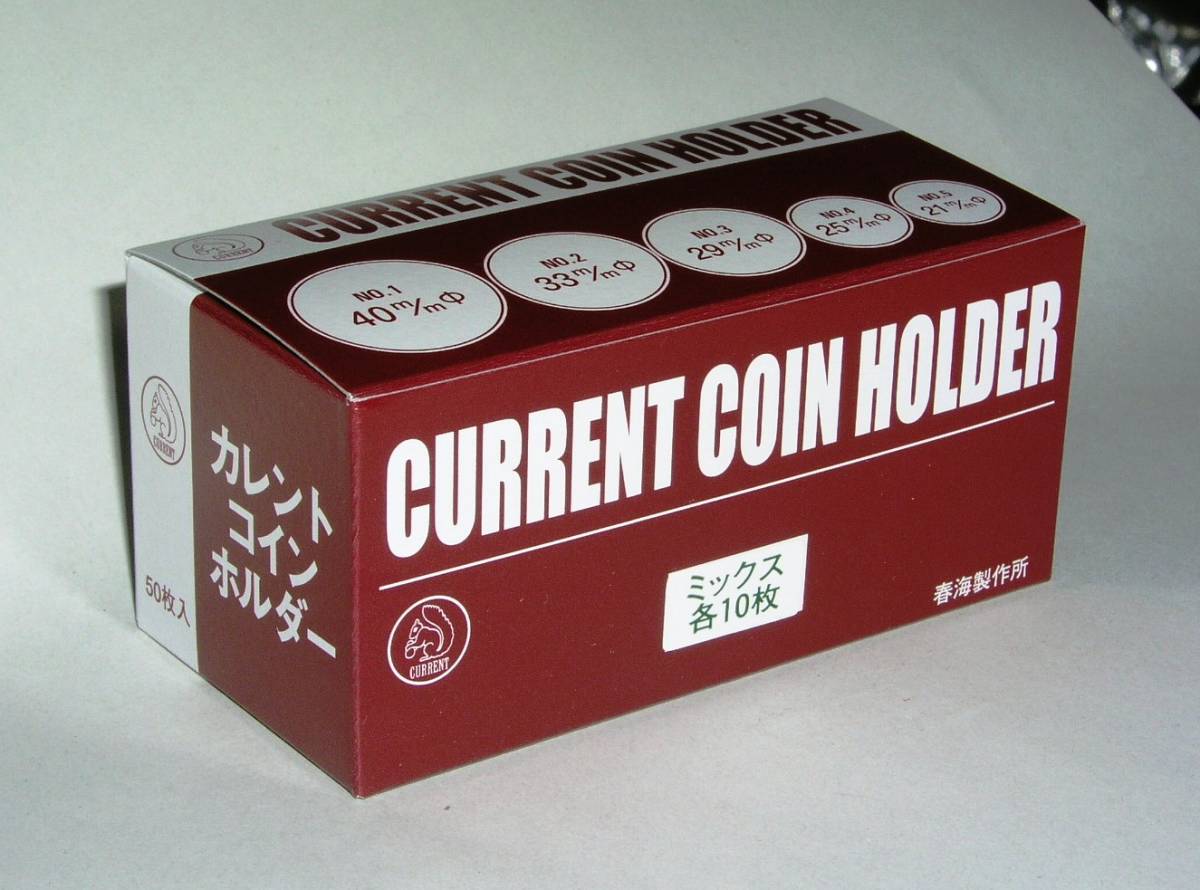 CURRENT
CURRENT COIN HOLDER
NO.1
40m/mΦ
NO.2
33m/mΦ
NO.3
29m/mΦ
NO.4
25m/mΦ
NO.5
21m/mΦ
CURRENT
50枚入
カレント
コイン
ホルダー
CURRENT COIN HOLDER
CURRENT
ミックス
各10枚
春海製作所